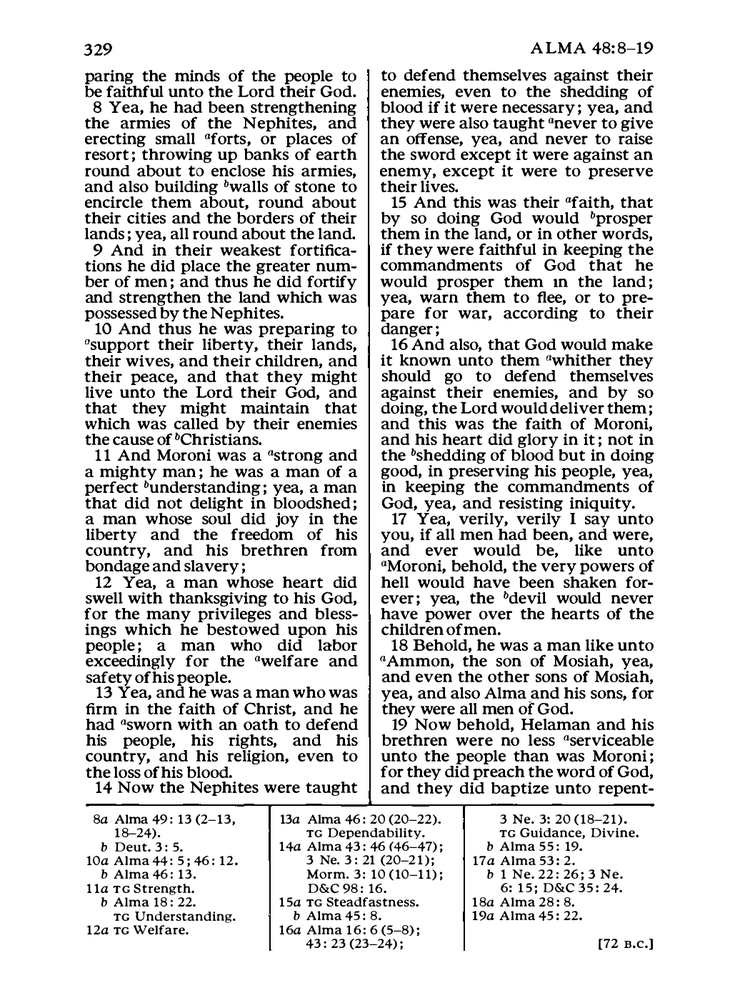 329
ALMA 48:8–19
paring the minds of the people to
be faithful unto the Lord their God.
8 Yea, he had been strengthening
the armies of the Nephites, and
erecting small aforts, or places of
resort; throwing up banks of earth
round about to enclose his armies,
and also building bwalls of stone to
encircle them about, round about
their cities and the borders of their
lands; yea, all round about the land.
9 And in their weakest fortifica-
tions he did place the greater num-
ber of men; and thus he did fortify
and strengthen the land which was
possessed by the Nephites.
10 And thus he was preparing to
asupport their liberty, their lands,
their wives, and their children, and
their peace, and that they might
live unto the Lord their God, and
that they might maintain that
which was called by their enemies
the cause of bChristians.
11 And Moroni was a astrong and
a mighty man; he was a man of a
perfect bunderstanding; yea, a man
that did not delight in bloodshed;
a man whose soul did joy in the
liberty and the freedom of his
country, and his brethren from
bondage and slavery;
12 Yea, a man whose heart did
swell with thanksgiving to his God,
for the many privileges and bless-
ings which he bestowed upon his
people; a man who did labor
exceedingly for the awelfare and
safety of his people.
13 Yea, and he was a man who was
firm in the faith of Christ, and he
had asworn with an oath to defend
his people, his rights, and his
country, and his religion, even to
the loss of his blood.
14 Now the Nephites were taught
to defend themselves against their
enemies, even to the shedding of
blood if it were necessary; yea, and
they were also taught anever to give
an offense, yea, and never to raise
the sword except it were against an
enemy, except it were to preserve
their lives.
15 And this was their afaith, that
by so doing God would bprosper
them in the land, or in other words,
if they were faithful in keeping the
commandments of God that he
would prosper them in the land;
yea, warn them to flee, or to pre-
pare for war, according to their
danger;
16 And also, that God would make
it known unto them awhither they
should go to defend themselves
against their enemies, and by so
doing, the Lord would deliver them;
and this was the faith of Moroni,
and his heart did glory in it; not in
the bshedding of blood but in doing
good, in preserving his people, yea,
in keeping the commandments of
God, yea, and resisting iniquity.
17 Yea, verily, verily I say unto
you, if all men had been, and were,
and ever would be, like unto
aMoroni, behold, the very powers of
hell would have been shaken for-
ever; yea, the bdevil would never
have power over the hearts of the
children of men.
18 Behold, he was a man like unto
aAmmon, the son of Mosiah, yea,
and even the other sons of Mosiah,
yea, and also Alma and his sons, for
they were all men of God.
19 Now behold, Helaman and his
brethren were no less aserviceable
unto the people than was Moroni;
for they did preach the word of God,
and they did baptize unto repent-
8a Alma 49: 13 (2–13,
18–24).
b Deut. 3: 5.
10a Alma 44: 5; 46: 12.
b Alma 46: 13.
11a TG Strength.
b Alma 18: 22.
TG Understanding.
12a TG Welfare.
13a Alma 46: 20 (20–22).
TG Dependability.
14a Alma 43: 46 (46–47);
3 Ne. 3: 21 (20–21);
Morm. 3: 10 (10–11);
D&C 98: 16.
15a TG Steadfastness.
b Alma 45: 8.
16a Alma 16: 6 (5–8);
43: 23 (23–24);
3 Ne. 3: 20 (18–21).
TG Guidance, Divine.
b Alma 55: 19.
17a Alma 53: 2.
b 1 Ne. 22: 26; 3 Ne.
6: 15; D&C 35: 24.
18a Alma 28: 8.
19a Alma 45: 22.
[72 B.C.]